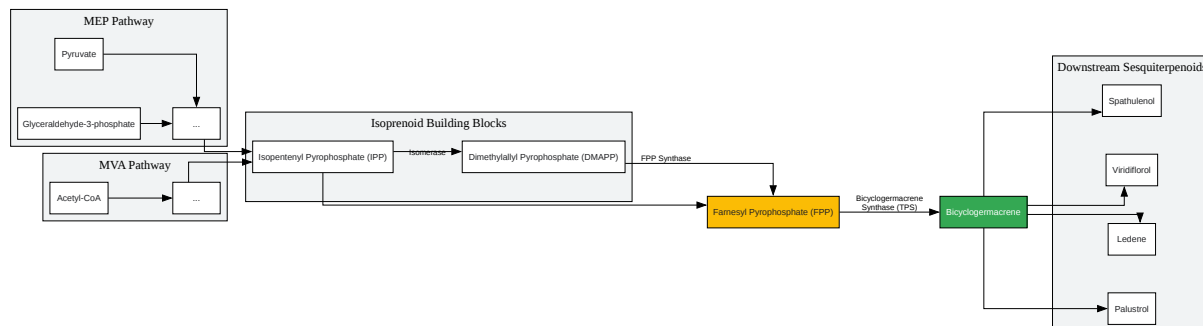 MEP Pathway
Pyruvate
Glyceraldehyde-3-phosphate
...
MVA Pathway
Acetyl-CoA
...
Isoprenoid Building Blocks
Isopentenyl Pyrophosphate (IPP)
Isomerase
Dimethylallyl Pyrophosphate (DMAPP)
FPP Synthase
Farnesyl Pyrophosphate (FPP)
Bicyclogermacrene
Synthase (TPS)
Bicyclogermacrene
Downstream Sesquiterpenoids
Spathulenol
Viridiflorol
Ledene
Palustrol